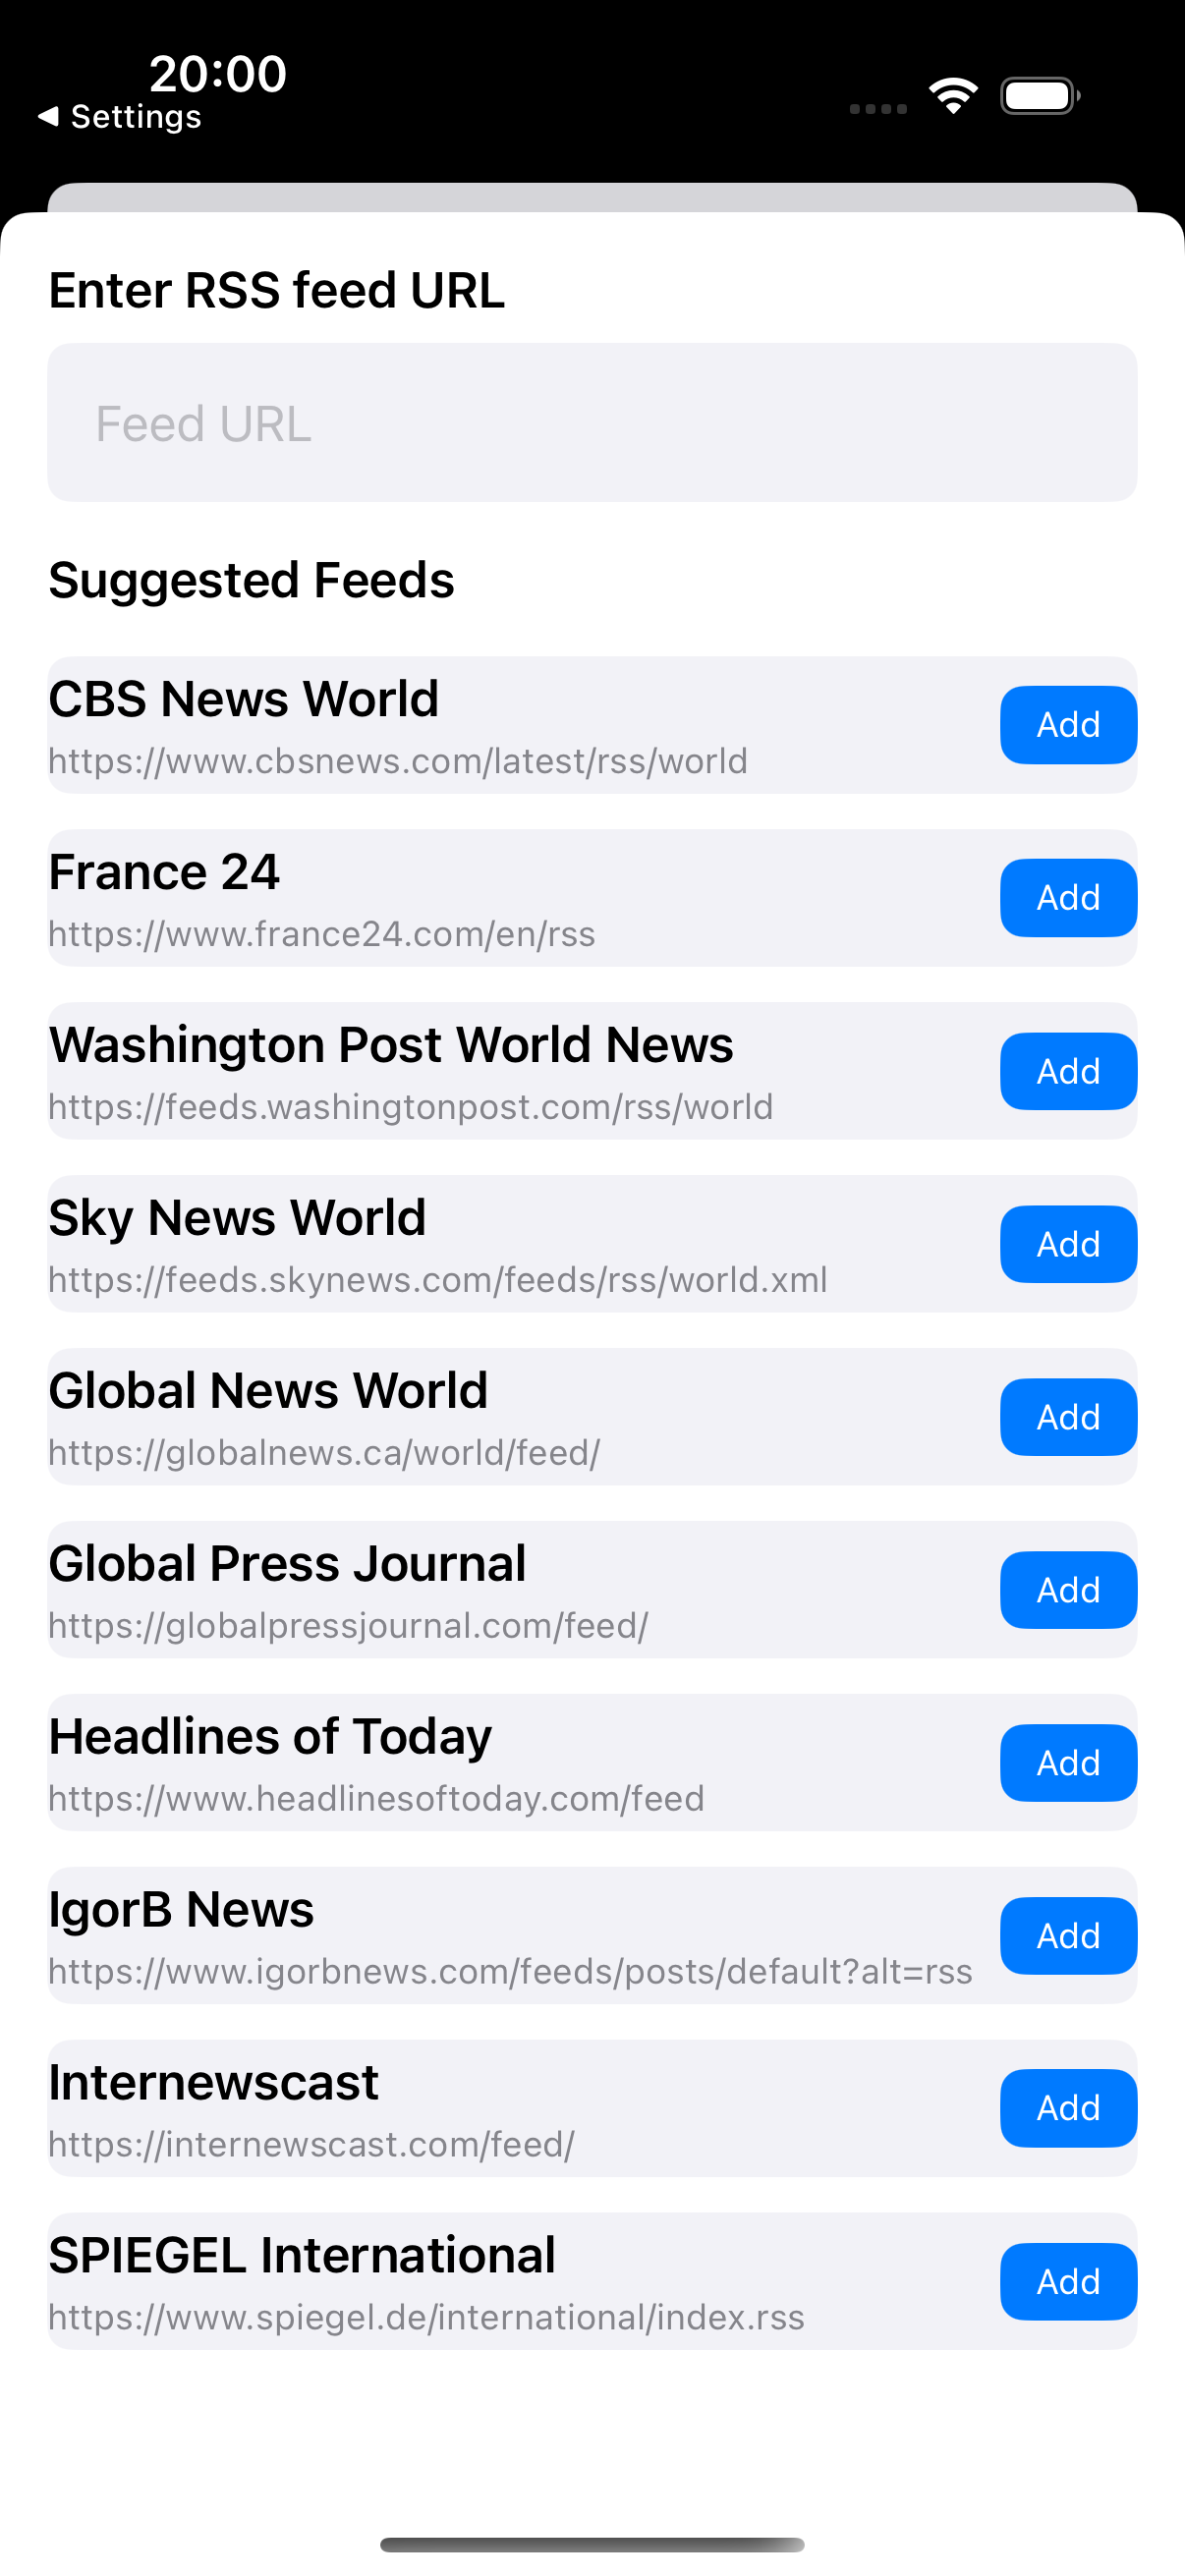 20:00
◀ Settings
Enter RSS feed URL
Feed URL
Suggested Feeds
CBS News World
https://www.cbsnews.com/latest/rss/world
Add
France 24
https://www.france24.com/en/rss
Add
Washington Post World News
https://feeds.washingtonpost.com/rss/world
Add
Sky News World
https://feeds.skynews.com/feeds/rss/world.xml
Add
Global News World
https://globalnews.ca/world/feed/
Add
Global Press Journal
https://globalpressjournal.com/feed/
Add
Headlines of Today
https://www.headlinesoftoday.com/feed
Add
IgorB News
https://www.igorbnews.com/feeds/posts/default?alt=rss
Add
Internewscast
https://internewscast.com/feed/
Add
SPIEGEL International
https://www.spiegel.de/international/index.rss
Add